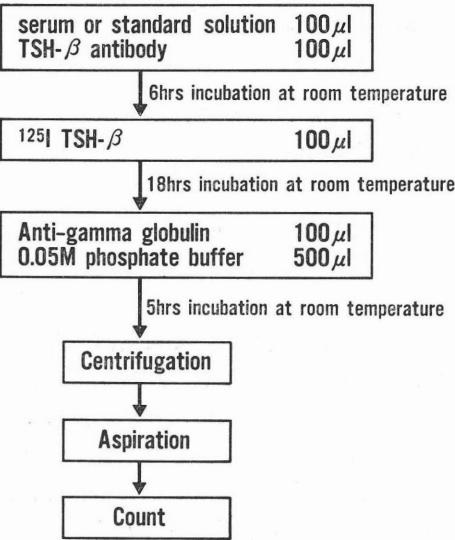 serum or standard solution 100μl
TSH-β antibody 100μl
6hrs incubation at room temperature
¹²⁵I TSH-β 100μl
18hrs incubation at room temperature
Anti-gamma globulin 100μl
0.05M phosphate buffer 500μl
5hrs incubation at room temperature
Centrifugation
Aspiration
Count